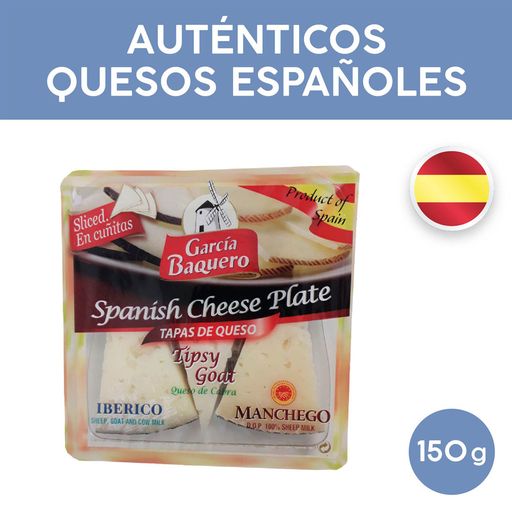 AUTÉNTICOS
QUESOS ESPAÑOLES
Sliced
En cuñitas
Product of
Spain
García
Baquero
Spanish Cheese Plate
TAPAS DE QUESO
Tipsy
Goat
Queso de Cabra
IBERICO
SHEEP, GOAT AND COW MILK
MANCHEGO
D.O.P. 100% SHEEP MILK
150 g